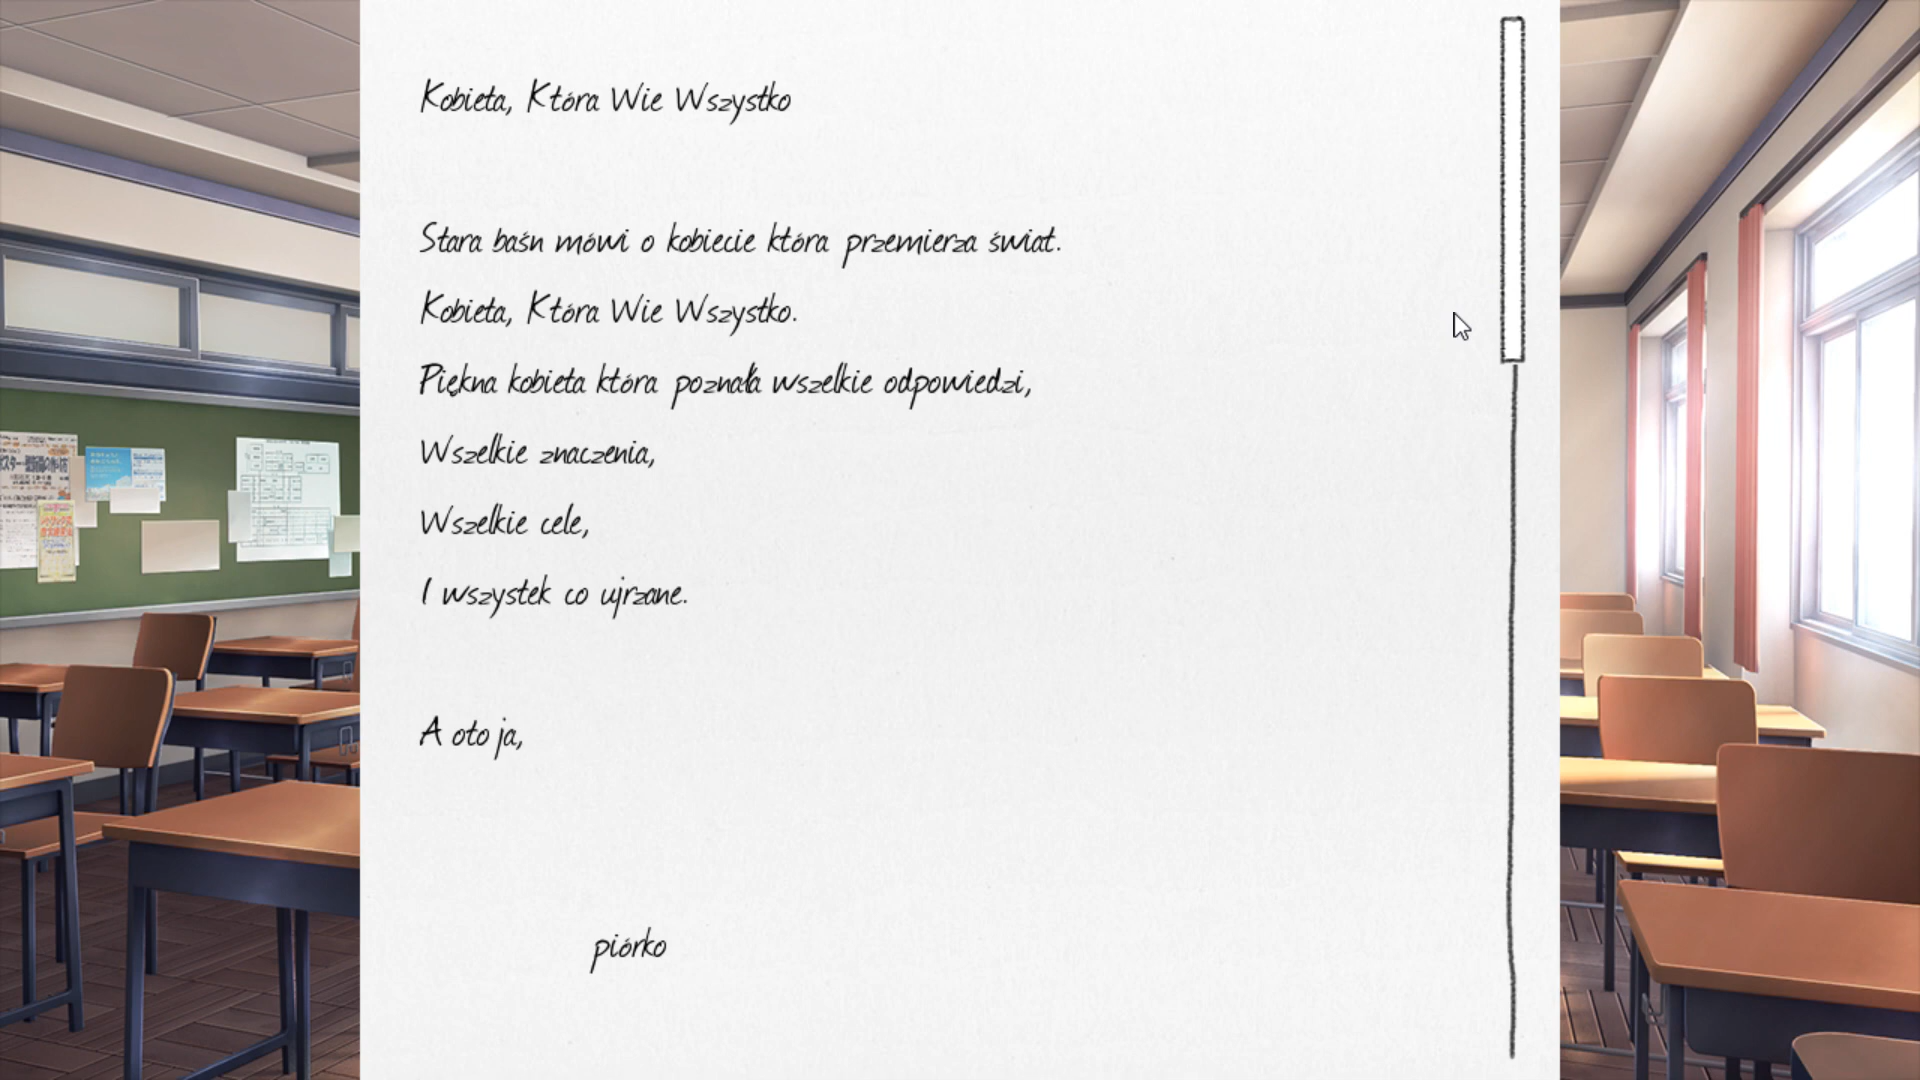 Kobieta, Która Wie Wszystko
Stara baśn mówi o kobiecie która przemierza świat.
Kobieta, Która Wie Wszystko.
Piękna kobieta która poznała wszelkie odpowiedzi,
Wszelkie znaczenia,
Wszelkie cele,
I wszystek co ujrzane.
A oto ja,
piórko